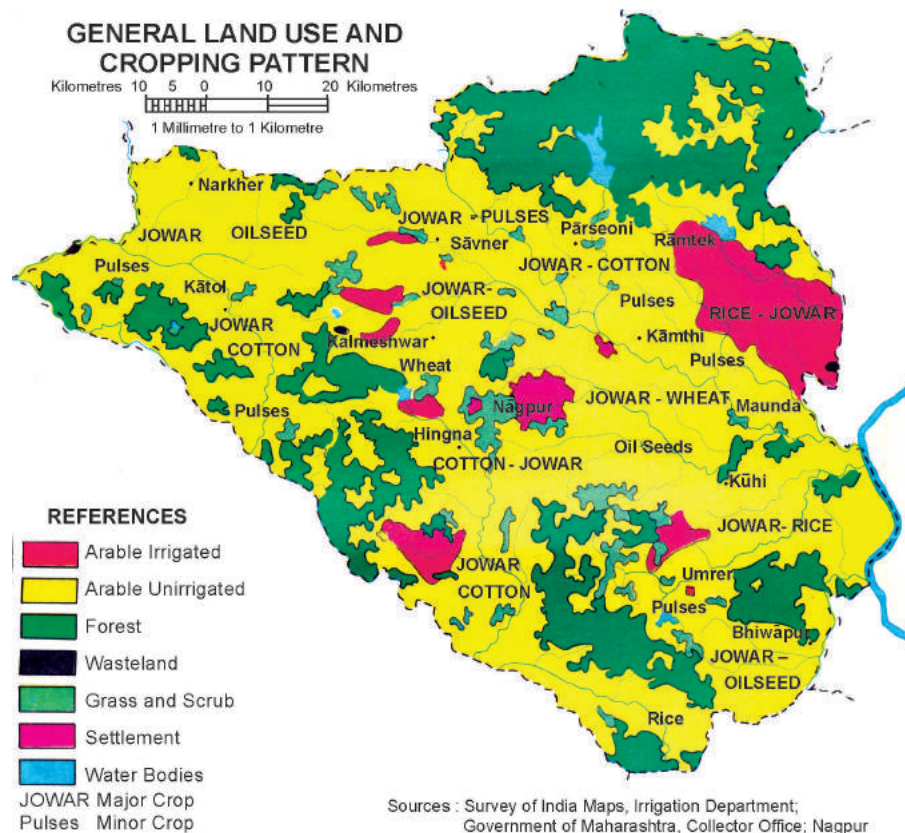 GENERAL LAND USE AND
CROPPING PATTERN
Kilometres 10 5 0 20 Kilometres
1 Millimetre to 1 Kilometre
Narkher
JOWAR OILSEED
JOWAR - PULSES
Sāvner
Pārseoni
Rāmtek
JOWAR - COTTON
Pulses
Kātol
JOWAR-
OILSEED
Pulses
RICE - JOWAR
JOWAR
COTTON
Kalmeshwar
Kāmthi
Wheat
Pulses
Nāgpur
JOWAR - WHEAT
Maunda
Pulses
Hingna
Oil Seeds
COTTON - JOWAR
Kūhi
JOWAR- RICE
JOWAR
COTTON
Umrer
Pulses
Bhiwāpur
JOWAR –
OILSEED
Rice
REFERENCES
Arable Irrigated
Arable Unirrigated
Forest
Wasteland
Grass and Scrub
Settlement
Water Bodies
JOWAR Major Crop
Pulses Minor Crop
Sources : Survey of India Maps, Irrigation Department;
Government of Maharashtra, Collector Office; Nagpur